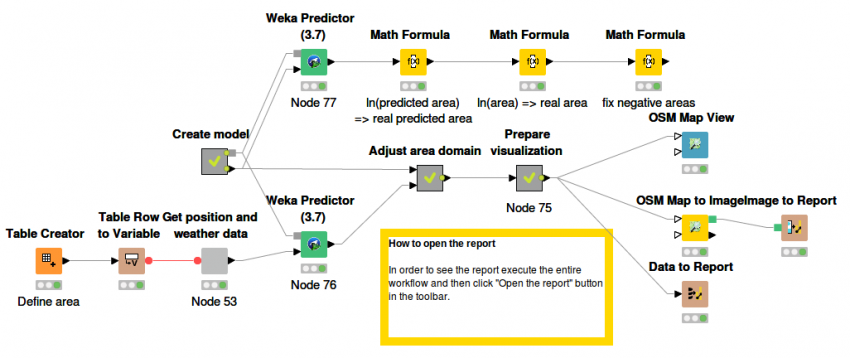 Weka Predictor
(3.7)
Math Formula
Math Formula
Math Formula
Node 77
ln(predicted area)
=> real predicted area
ln(area) => real area
fix negative areas
OSM Map View
Create model
Adjust area domain
Prepare
visualization
Node 75
Weka Predictor
(3.7)
OSM Map to Image
Image to Report
Table Creator
Table Row
to Variable
Get position and
weather data
Define area
Node 53
Node 76
How to open the report
In order to see the report execute the entire
workflow and then click "Open the report" button
in the toolbar.
Data to Report
f(x)
f(x)
f(x)